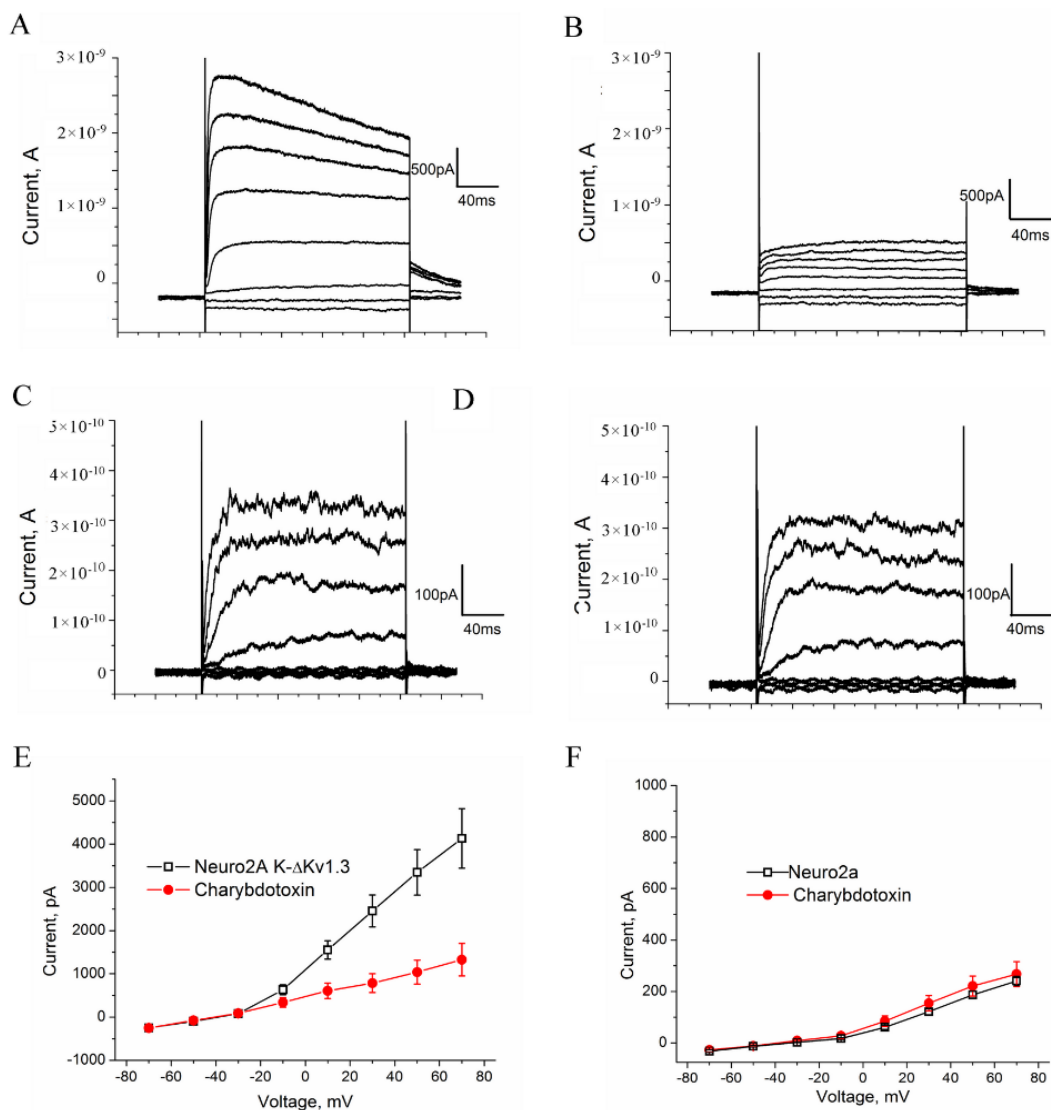 A
3×10⁻⁹
2×10⁻⁹
1×10⁻⁹
0
Current, A
500pA
40ms
B
3×10⁻⁹
2×10⁻⁹
1×10⁻⁹
0
Current, A
500pA
40ms
C
5×10⁻¹⁰
4×10⁻¹⁰
3×10⁻¹⁰
2×10⁻¹⁰
1×10⁻¹⁰
0
Current, A
100pA
40ms
D
5×10⁻¹⁰
4×10⁻¹⁰
3×10⁻¹⁰
2×10⁻¹⁰
1×10⁻¹⁰
0
Current, A
100pA
40ms
E
5000
4000
3000
2000
1000
0
-1000
Current, pA
Neuro2A K-ΔKv1.3
Charybdotoxin
-80 -60 -40 -20 0 20 40 60 80
Voltage, mV
F
1000
800
600
400
200
0
Current, pA
Neuro2a
Charybdotoxin
-80 -60 -40 -20 0 20 40 60 80
Voltage, mV